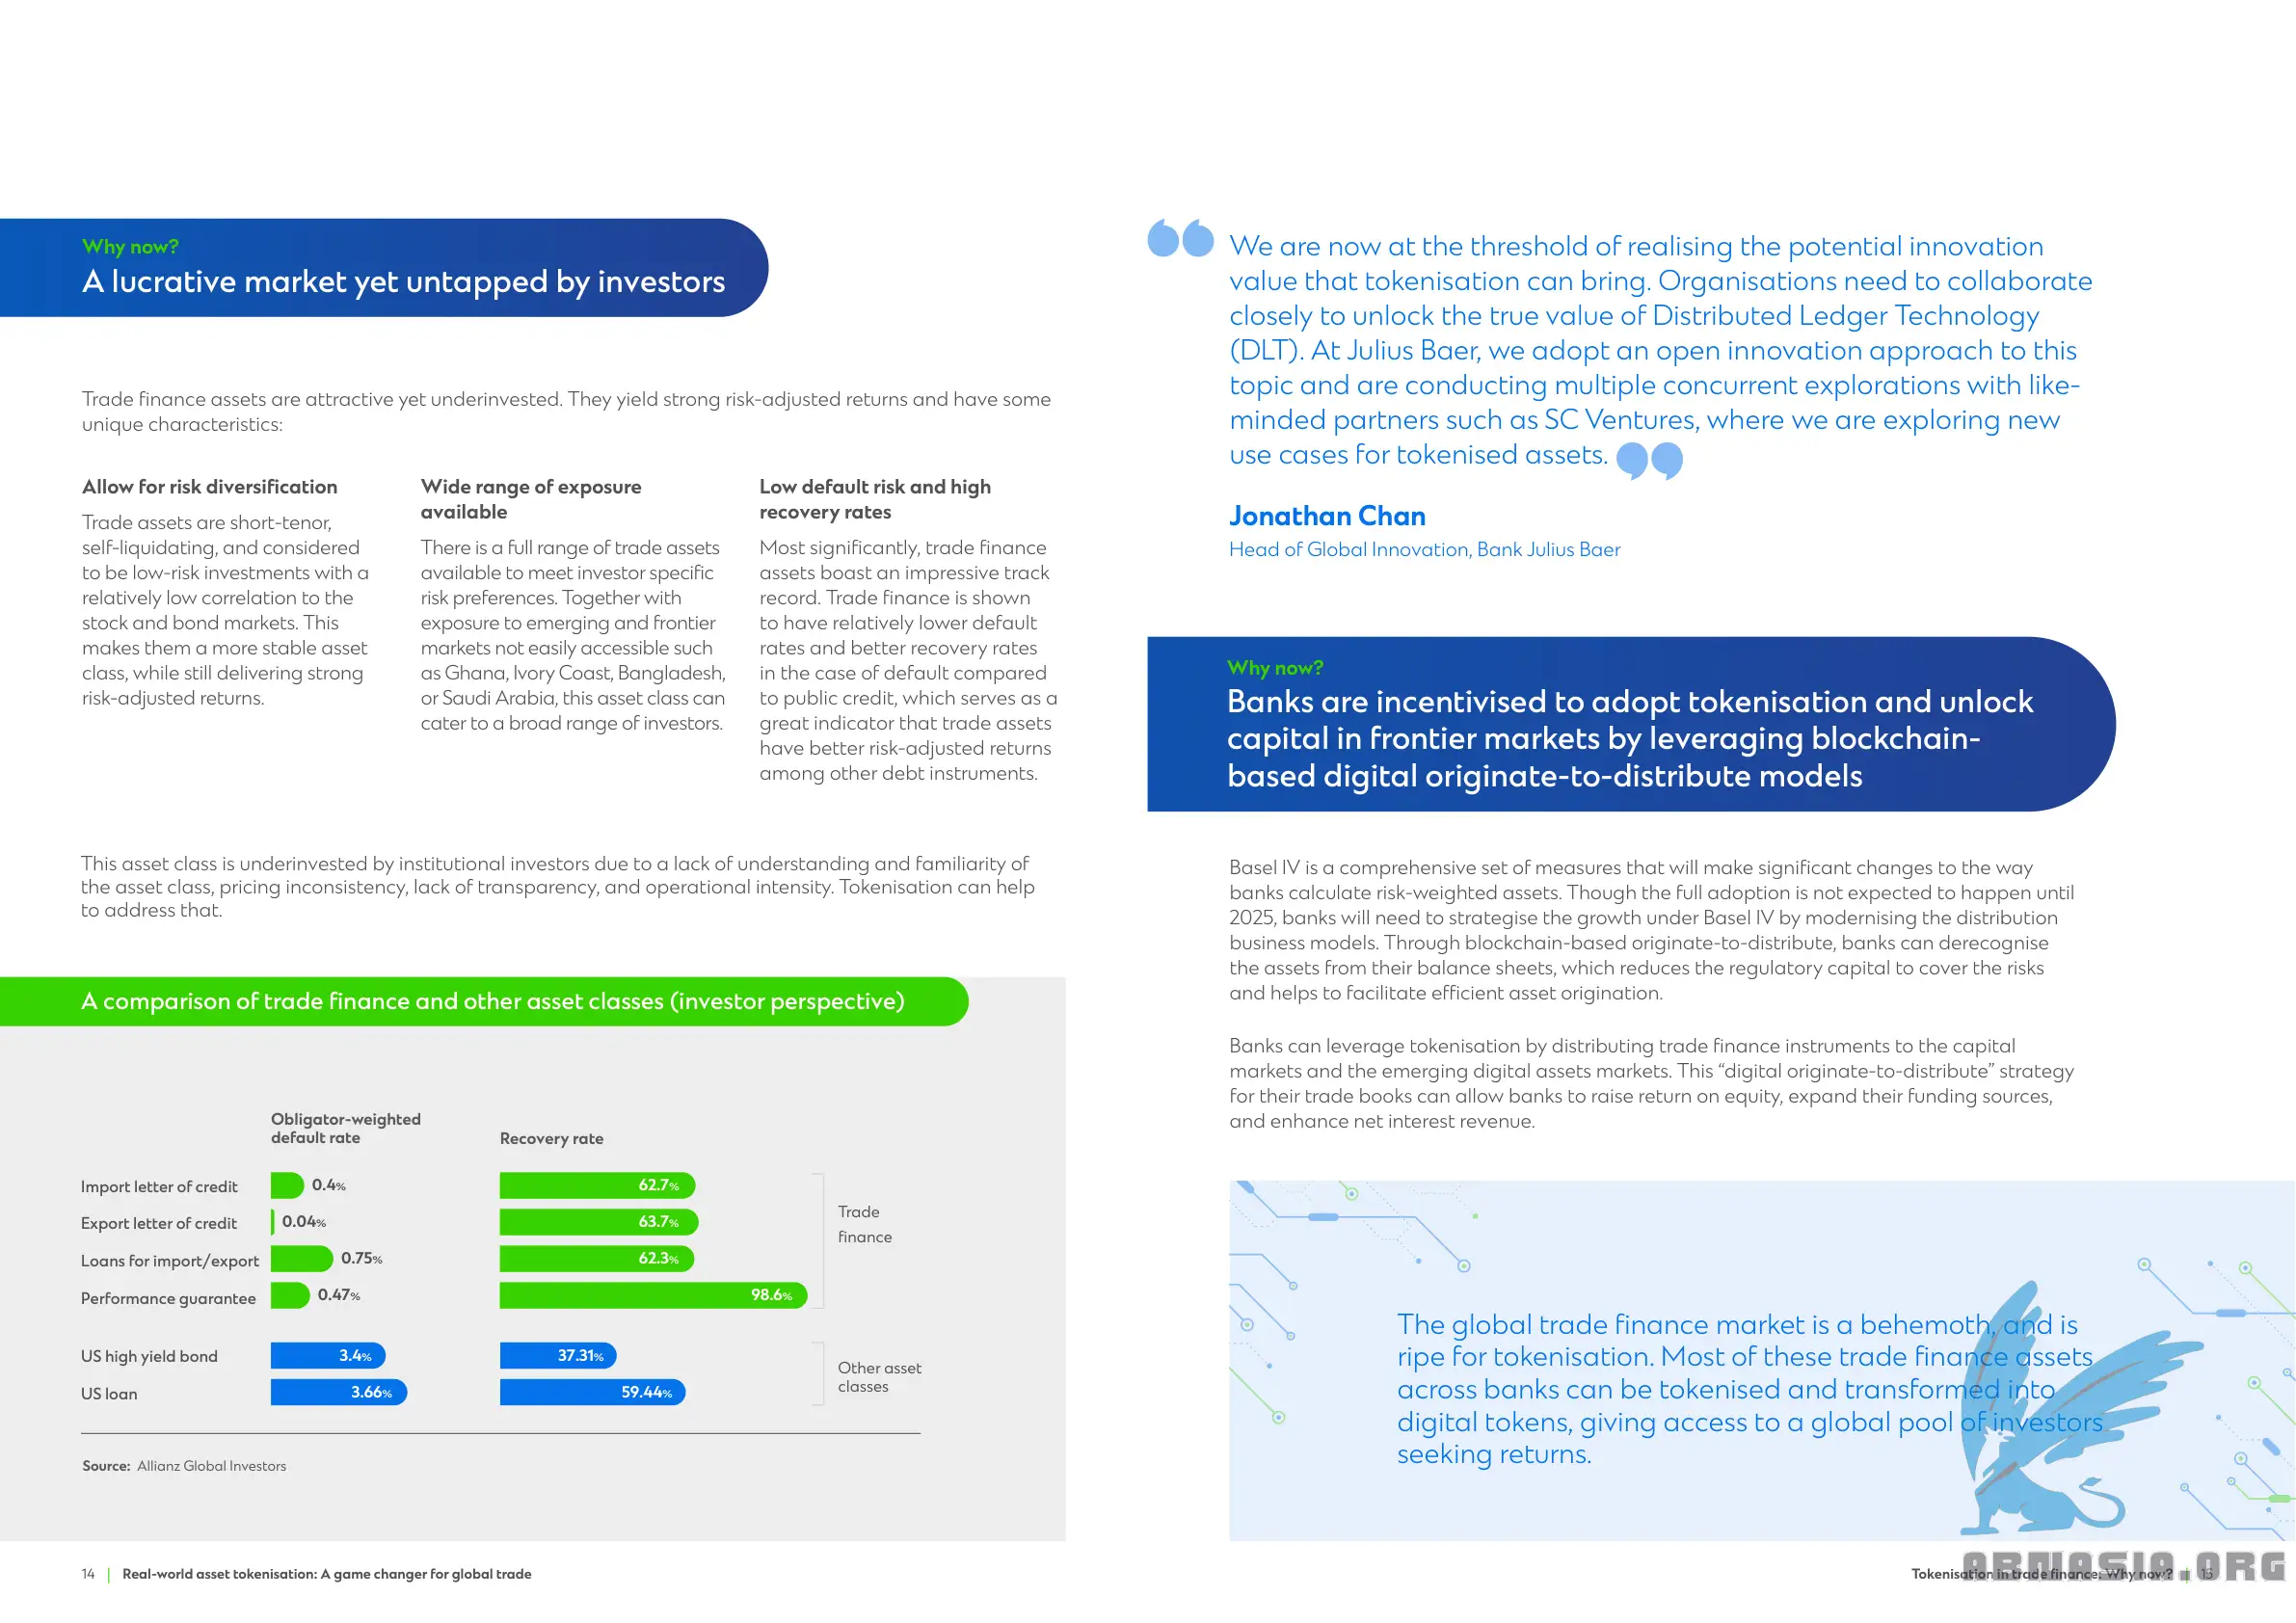 Why now?
A lucrative market yet untapped by investors
Trade finance assets are attractive yet underinvested. They yield strong risk-adjusted returns and have some
unique characteristics:
Allow for risk diversification
Trade assets are short-tenor,
self-liquidating, and considered
to be low-risk investments with a
relatively low correlation to the
stock and bond markets. This
makes them a more stable asset
class, while still delivering strong
risk-adjusted returns.
Wide range of exposure
available
There is a full range of trade assets
available to meet investor specific
risk preferences. Together with
exposure to emerging and frontier
markets not easily accessible such
as Ghana, Ivory Coast, Bangladesh,
or Saudi Arabia, this asset class can
cater to a broad range of investors.
Low default risk and high
recovery rates
Most significantly, trade finance
assets boast an impressive track
record. Trade finance is shown
to have relatively lower default
rates and better recovery rates
in the case of default compared
to public credit, which serves as a
great indicator that trade assets
have better risk-adjusted returns
among other debt instruments.
This asset class is underinvested by institutional investors due to a lack of understanding and familiarity of
the asset class, pricing inconsistency, lack of transparency, and operational intensity. Tokenisation can help
to address that.
A comparison of trade finance and other asset classes (investor perspective)
Obligator-weighted
default rate
Recovery rate
Import letter of credit 0.4% 62.7%
Export letter of credit 0.04% 63.7%
Loans for import/export 0.75% 62.3%
Performance guarantee 0.47% 98.6%
Trade
finance
US high yield bond 3.4% 37.31%
US loan 3.66% 59.44%
Other asset
classes
Source: Allianz Global Investors
14 | Real-world asset tokenisation: A game changer for global trade
“We are now at the threshold of realising the potential innovation
value that tokenisation can bring. Organisations need to collaborate
closely to unlock the true value of Distributed Ledger Technology
(DLT). At Julius Baer, we adopt an open innovation approach to this
topic and are conducting multiple concurrent explorations with like-
minded partners such as SC Ventures, where we are exploring new
use cases for tokenised assets.”
Jonathan Chan
Head of Global Innovation, Bank Julius Baer
Why now?
Banks are incentivised to adopt tokenisation and unlock
capital in frontier markets by leveraging blockchain-
based digital originate-to-distribute models
Basel IV is a comprehensive set of measures that will make significant changes to the way
banks calculate risk-weighted assets. Though the full adoption is not expected to happen until
2025, banks will need to strategise the growth under Basel IV by modernising the distribution
business models. Through blockchain-based originate-to-distribute, banks can derecognise
the assets from their balance sheets, which reduces the regulatory capital to cover the risks
and helps to facilitate efficient asset origination.
Banks can leverage tokenisation by distributing trade finance instruments to the capital
markets and the emerging digital assets markets. This “digital originate-to-distribute” strategy
for their trade books can allow banks to raise return on equity, expand their funding sources,
and enhance net interest revenue.
The global trade finance market is a behemoth, and is
ripe for tokenisation. Most of these trade finance assets
across banks can be tokenised and transformed into
digital tokens, giving access to a global pool of investors
seeking returns.
Tokenisation in trade finance: Why now? | 15
ABMASIA.ORG